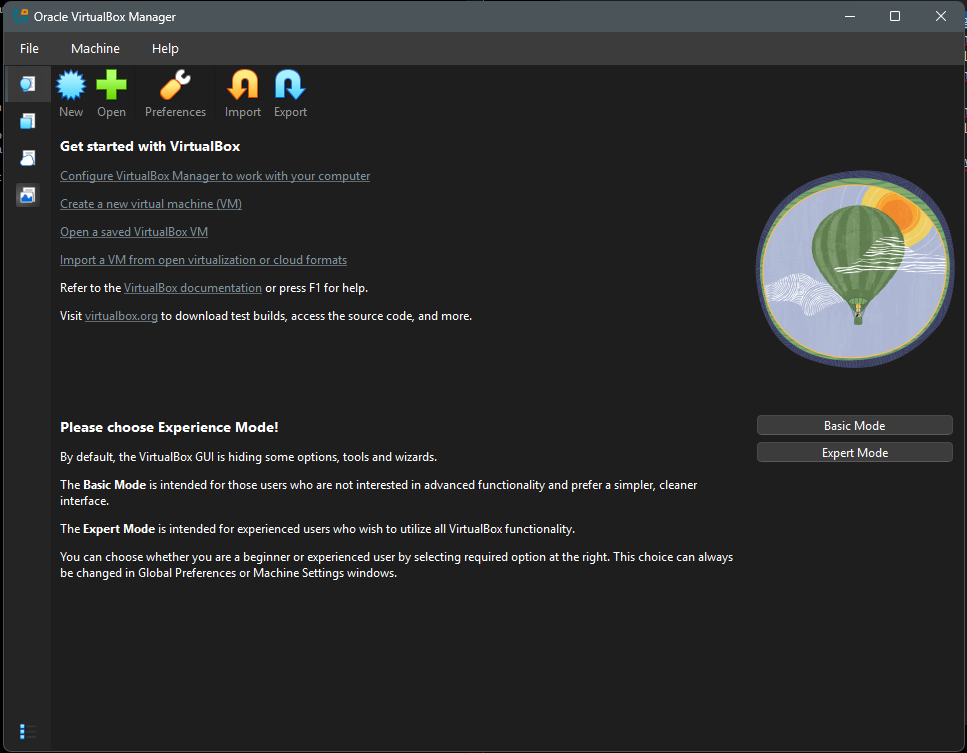 Oracle VirtualBox Manager
File Machine Help
New Open Preferences Import Export
Get started with VirtualBox
Configure VirtualBox Manager to work with your computer
Create a new virtual machine (VM)
Open a saved VirtualBox VM
Import a VM from open virtualization or cloud formats
Refer to the VirtualBox documentation or press F1 for help.
Visit virtualbox.org to download test builds, access the source code, and more.
Please choose Experience Mode!
Basic Mode
Expert Mode
By default, the VirtualBox GUI is hiding some options, tools and wizards.
The Basic Mode is intended for those users who are not interested in advanced functionality and prefer a simpler, cleaner
interface.
The Expert Mode is intended for experienced users who wish to utilize all VirtualBox functionality.
You can choose whether you are a beginner or experienced user by selecting required option at the right. This choice can always
be changed in Global Preferences or Machine Settings windows.